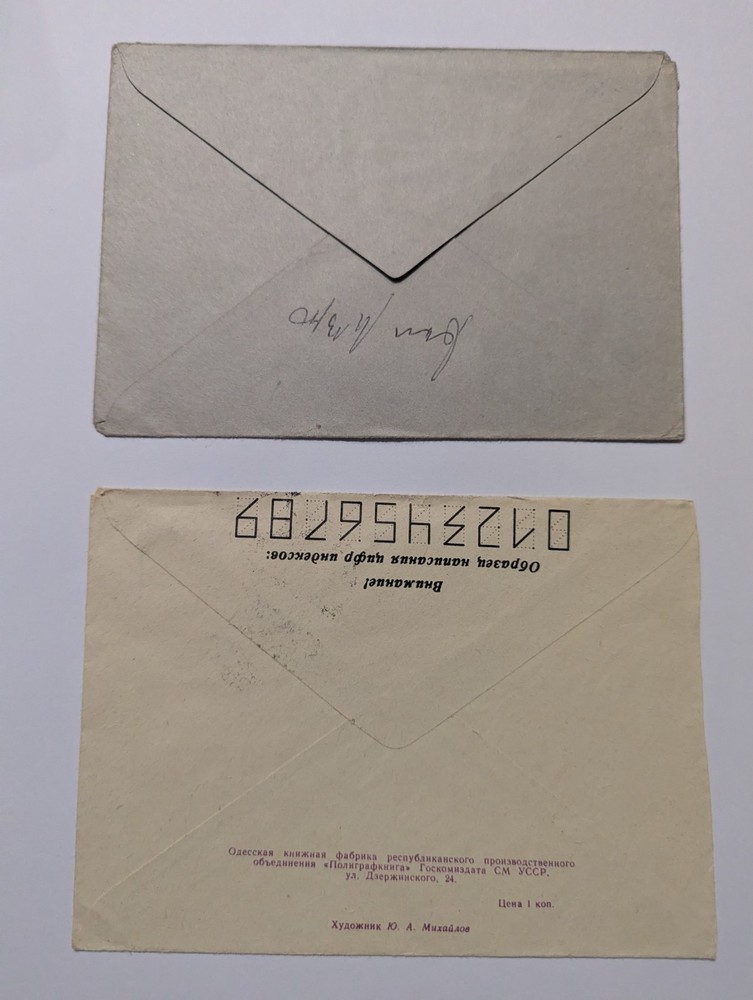 Внимание!
Образец написания цифр индексов:
0123456789
Одесская книжная фабрика республиканского производственного
объединения «Полиграфкнига» Госкомиздата СМ УССР,
ул. Дзержинского, 24.
Цена 1 коп.
Художник Ю. А. Михайлов